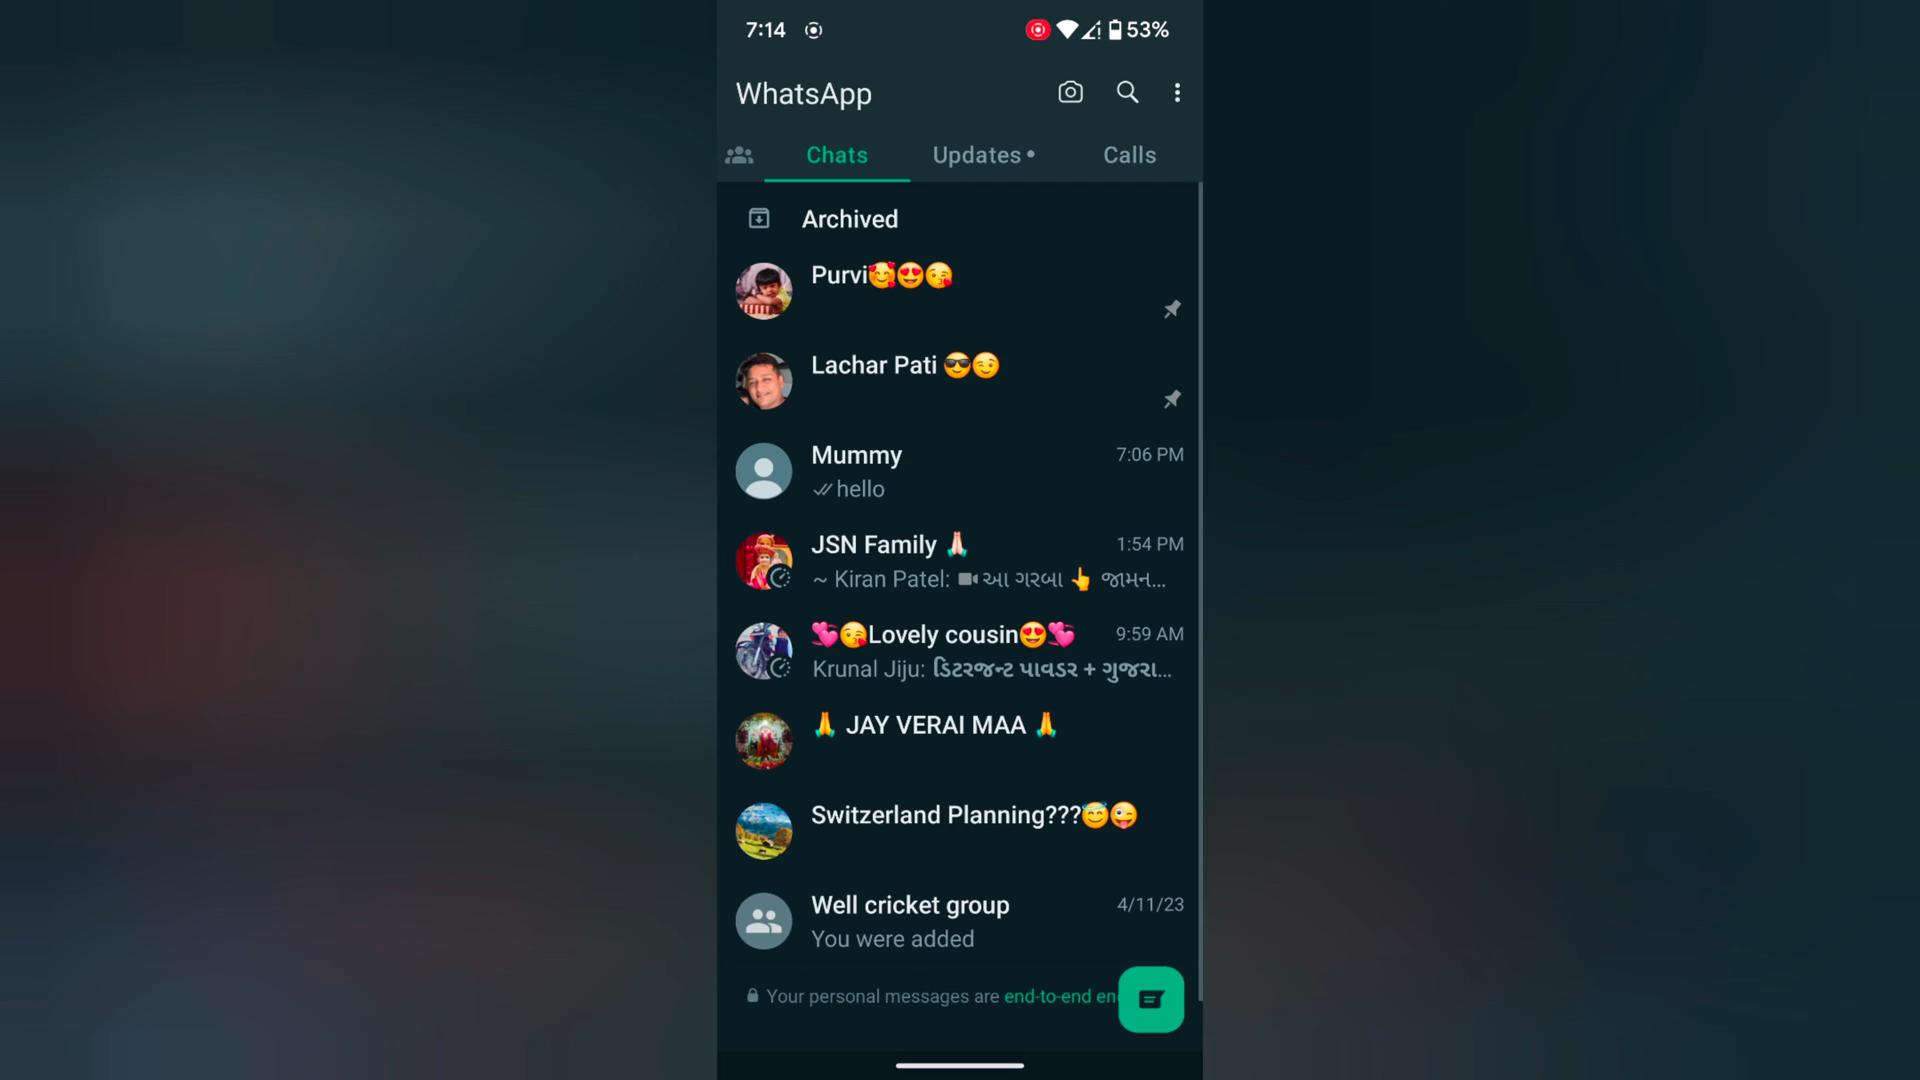 7:14 53%
WhatsApp
Chats Updates Calls
Archived
Purvi🥰😍😘
Lachar Pati 😎😉
Mummy 7:06 PM
hello
JSN Family 🙏🏻 1:54 PM
~ Kiran Patel: આ ગરબા 👆 જામન...
💞😘Lovely cousin😍💞 9:59 AM
Krunal Jiju: ડિટરજન્ટ પાવડર + ગુજરા...
🙏 JAY VERAI MAA 🙏
Switzerland Planning???😇😜
Well cricket group 4/11/23
You were added
Your personal messages are end-to-end en